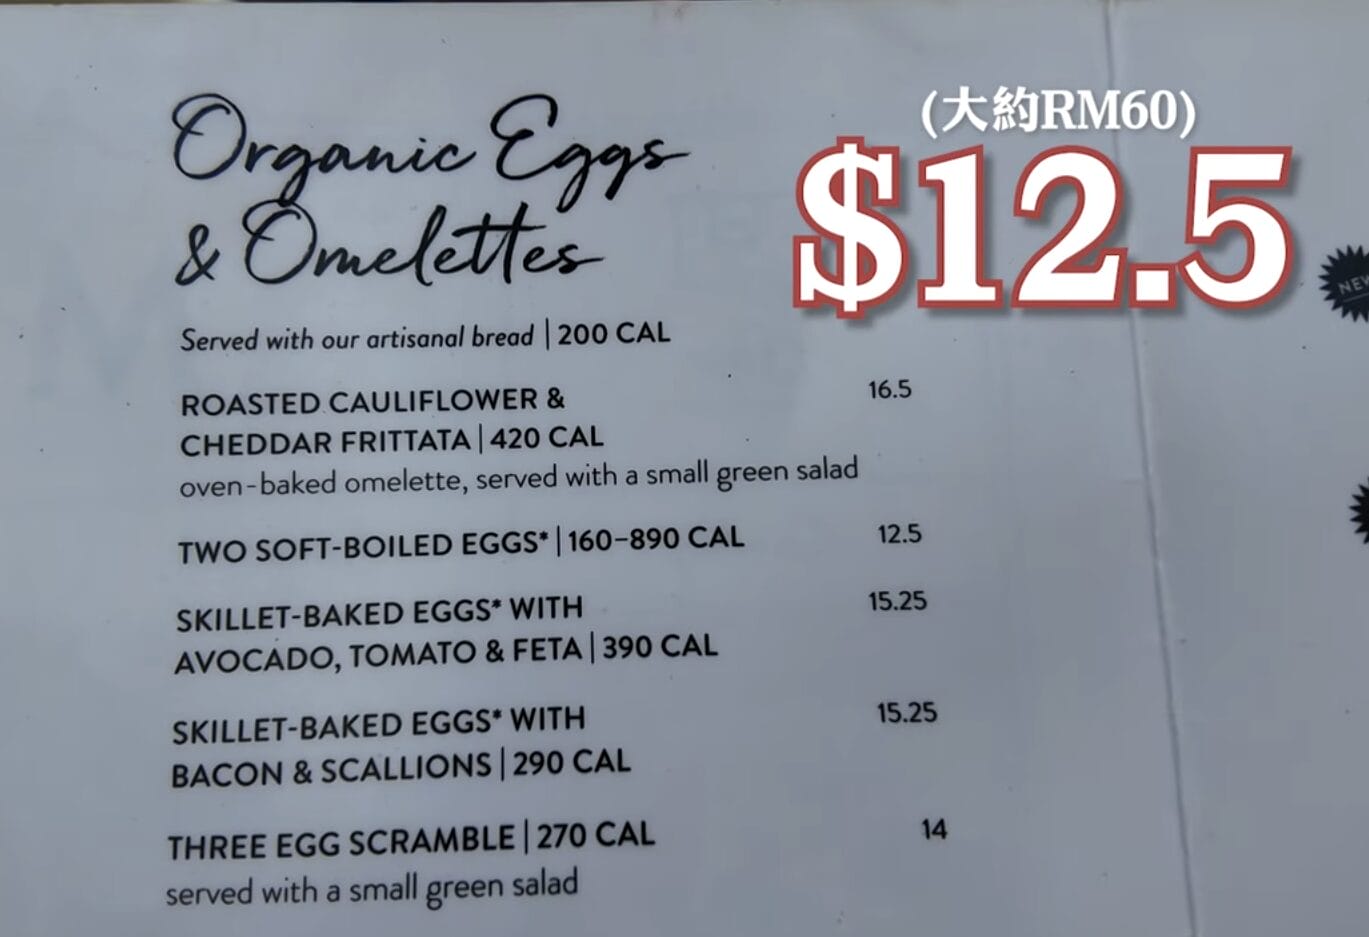 (大約RM60)
$12.5
Organic Eggs
& Omelettes
Served with our artisanal bread | 200 CAL
ROASTED CAULIFLOWER & 16.5
CHEDDAR FRITTATA | 420 CAL
oven-baked omelette, served with a small green salad
TWO SOFT-BOILED EGGS* | 160–890 CAL 12.5
SKILLET-BAKED EGGS* WITH 15.25
AVOCADO, TOMATO & FETA | 390 CAL
SKILLET-BAKED EGGS* WITH 15.25
BACON & SCALLIONS | 290 CAL
THREE EGG SCRAMBLE | 270 CAL 14
served with a small green salad